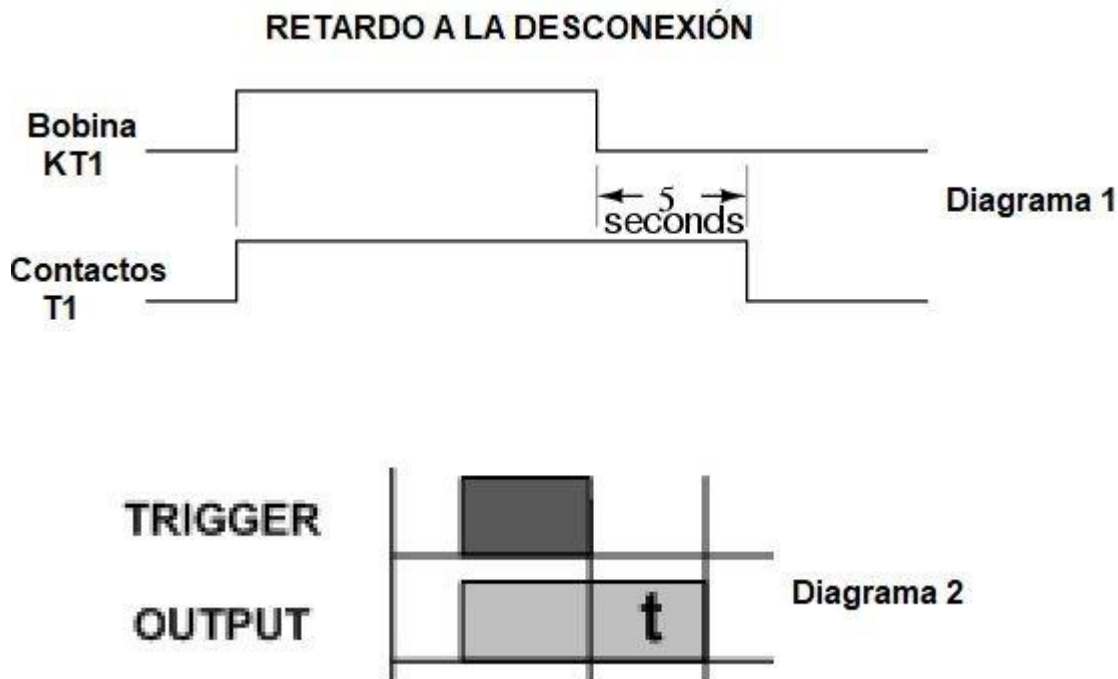 RETARDO A LA DESCONEXIÓN
Bobina
KT1
5
seconds
Diagrama 1
Contactos
T1
TRIGGER
Diagrama 2
OUTPUT
t